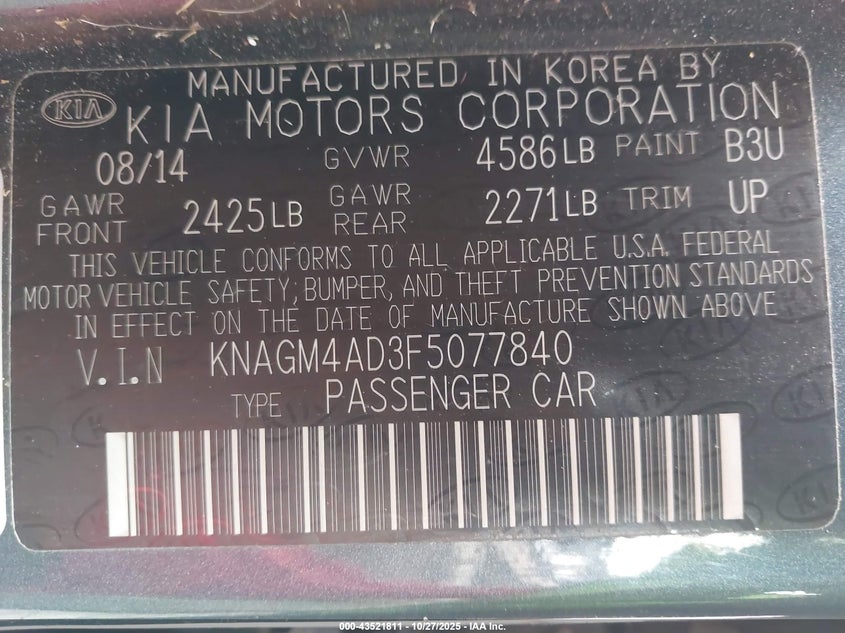 MANUFACTURED IN KOREA BY
KIA KIA MOTORS CORPORATION
08/14 GVWR 4586LB PAINT B3U
GAWR FRONT 2425LB GAWR REAR 2271LB TRIM UP
THIS VEHICLE CONFORMS TO ALL APPLICABLE U.S.A. FEDERAL
MOTOR VEHICLE SAFETY, BUMPER, AND THEFT PREVENTION STANDARDS
IN EFFECT ON THE DATE OF MANUFACTURE SHOWN ABOVE
V.I.N KNAGM4AD3F5077840
TYPE PASSENGER CAR
000-43521811 - 10/27/2025 - IAA Inc.